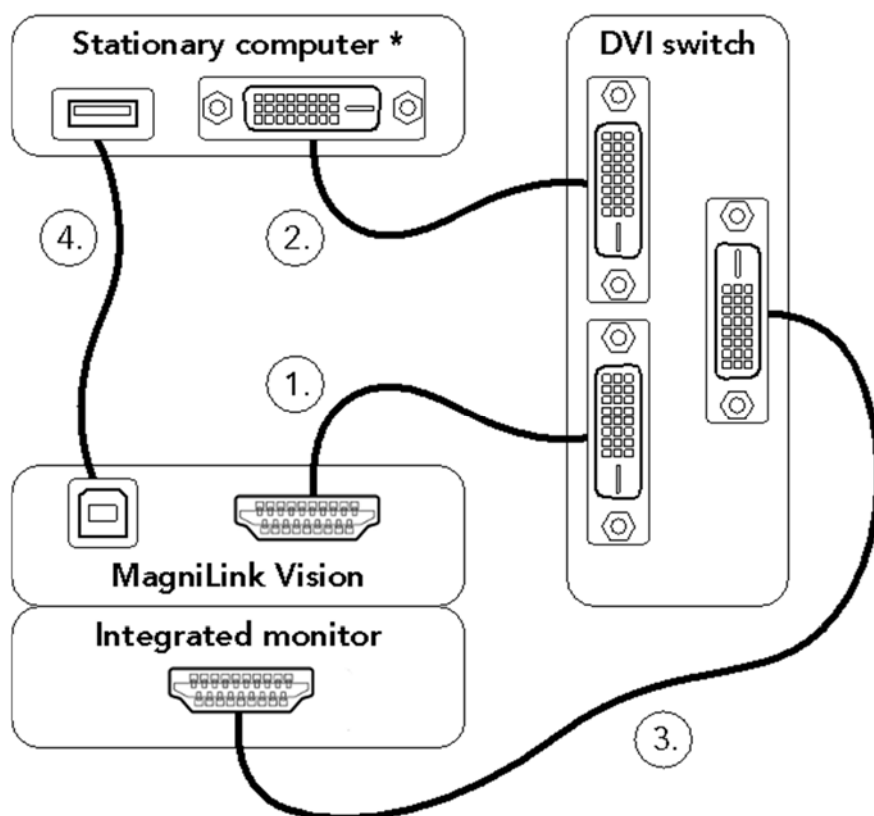 Stationary computer *
DVI switch
4.
2.
1.
MagniLink Vision
Integrated monitor
3.